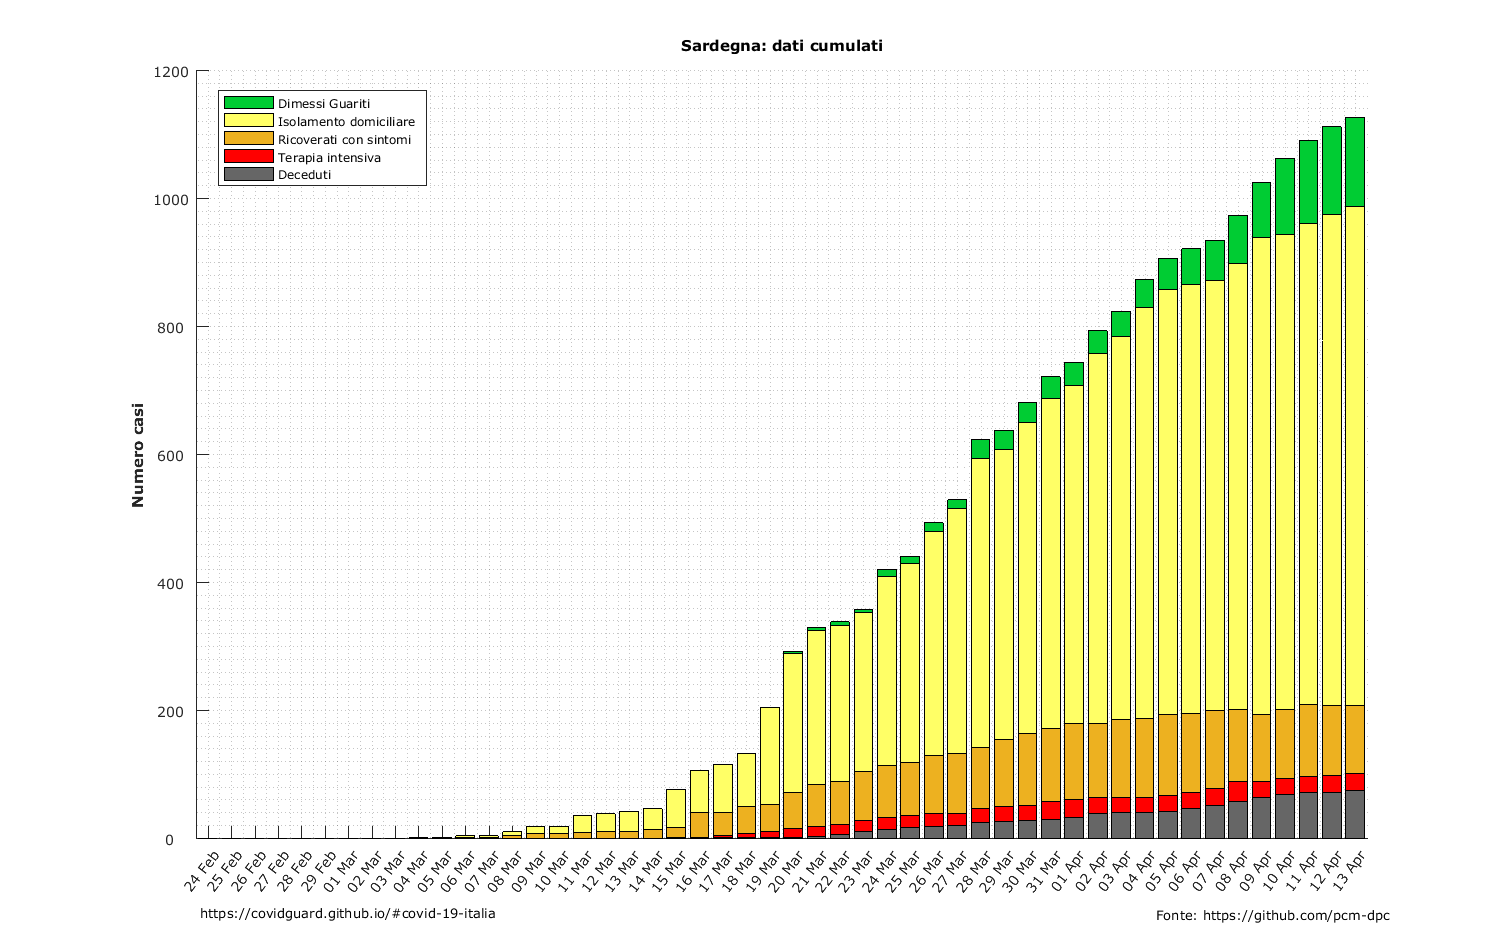 Sardegna: dati cumulati
1200
1000
800
600
400
200
0
Numero casi
Dimessi Guariti
Isolamento domiciliare
Ricoverati con sintomi
Terapia intensiva
Deceduti
24 Feb
25 Feb
26 Feb
27 Feb
28 Feb
29 Feb
01 Mar
02 Mar
03 Mar
04 Mar
05 Mar
06 Mar
07 Mar
08 Mar
09 Mar
10 Mar
11 Mar
12 Mar
13 Mar
14 Mar
15 Mar
16 Mar
17 Mar
18 Mar
19 Mar
20 Mar
21 Mar
22 Mar
23 Mar
24 Mar
25 Mar
26 Mar
27 Mar
28 Mar
29 Mar
30 Mar
31 Mar
01 Apr
02 Apr
03 Apr
04 Apr
05 Apr
06 Apr
07 Apr
08 Apr
09 Apr
10 Apr
11 Apr
12 Apr
13 Apr
https://covidguard.github.io/#covid-19-italia
Fonte: https://github.com/pcm-dpc